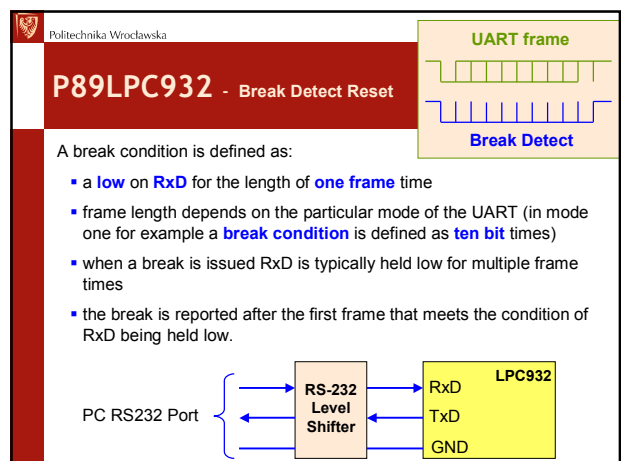 Politechnika Wrocławska
UART frame
P89LPC932 - Break Detect Reset
Break Detect
A break condition is defined as:
▪ a low on RxD for the length of one frame time
▪ frame length depends on the particular mode of the UART (in mode
one for example a break condition is defined as ten bit times)
▪ when a break is issued RxD is typically held low for multiple frame
times
▪ the break is reported after the first frame that meets the condition of
RxD being held low.
PC RS232 Port
RS-232
Level
Shifter
LPC932
RxD
TxD
GND